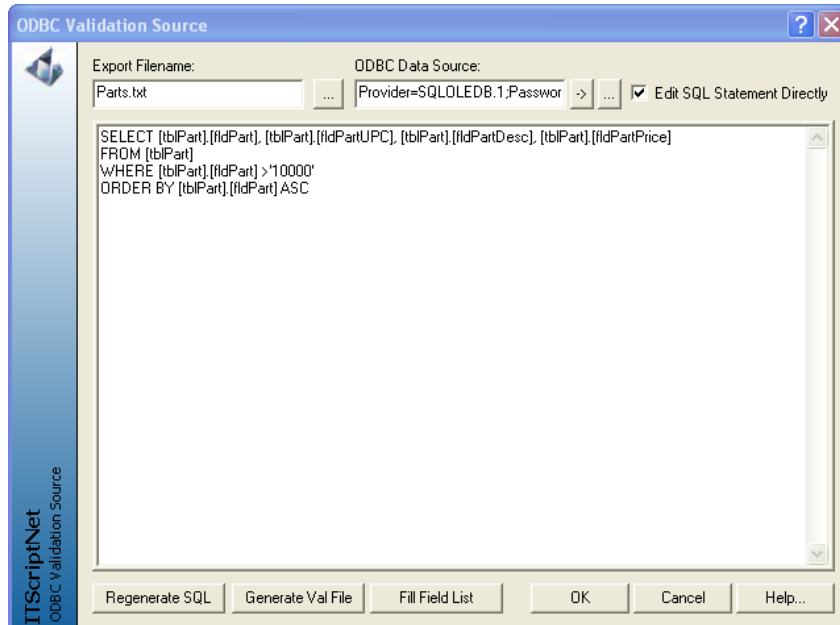 ODBC Validation Source
Export Filename:
ODBC Data Source:
Parts.txt
...
Provider=SQLOLEDB.1;Passwor
->
...
Edit SQL Statement Directly
SELECT [tblPart].[fldPart], [tblPart].[fldPartUPC], [tblPart].[fldPartDesc], [tblPart].[fldPartPrice]
FROM [tblPart]
WHERE [tblPart].[fldPart] >'10000'
ORDER BY [tblPart].[fldPart] ASC
ITScriptNet
ODBC Validation Source
Regenerate SQL
Generate Val File
Fill Field List
OK
Cancel
Help...